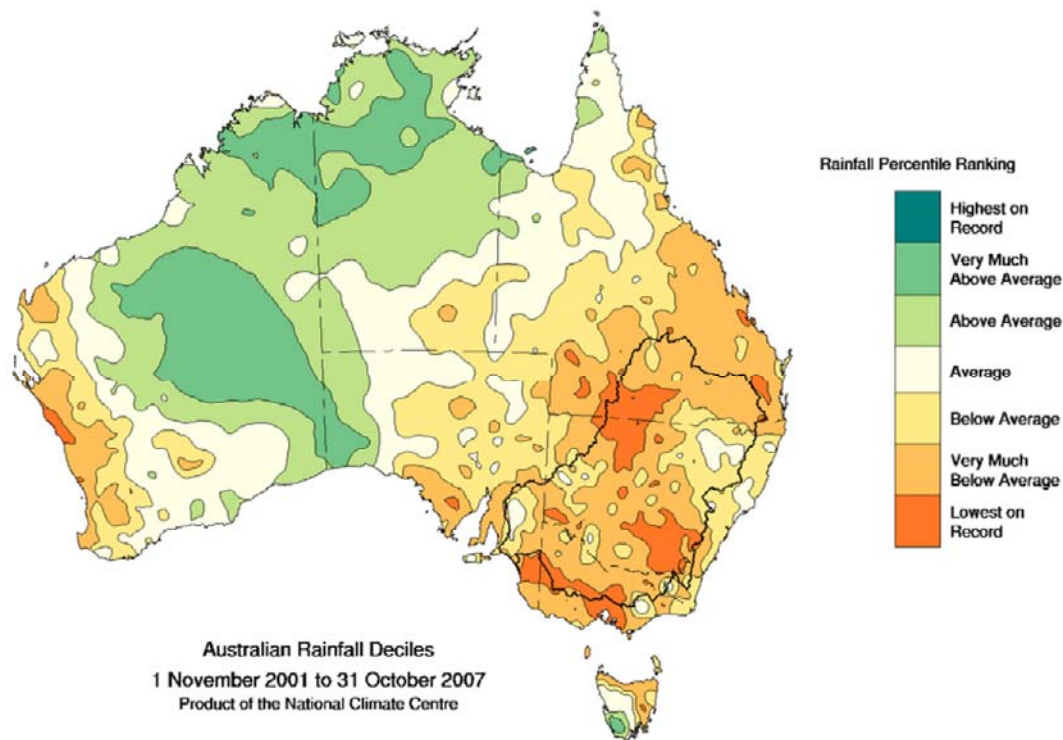 Rainfall Percentile Ranking
Highest on
Record
Very Much
Above Average
Above Average
Average
Below Average
Very Much
Below Average
Lowest on
Record
Australian Rainfall Deciles
1 November 2001 to 31 October 2007
Product of the National Climate Centre